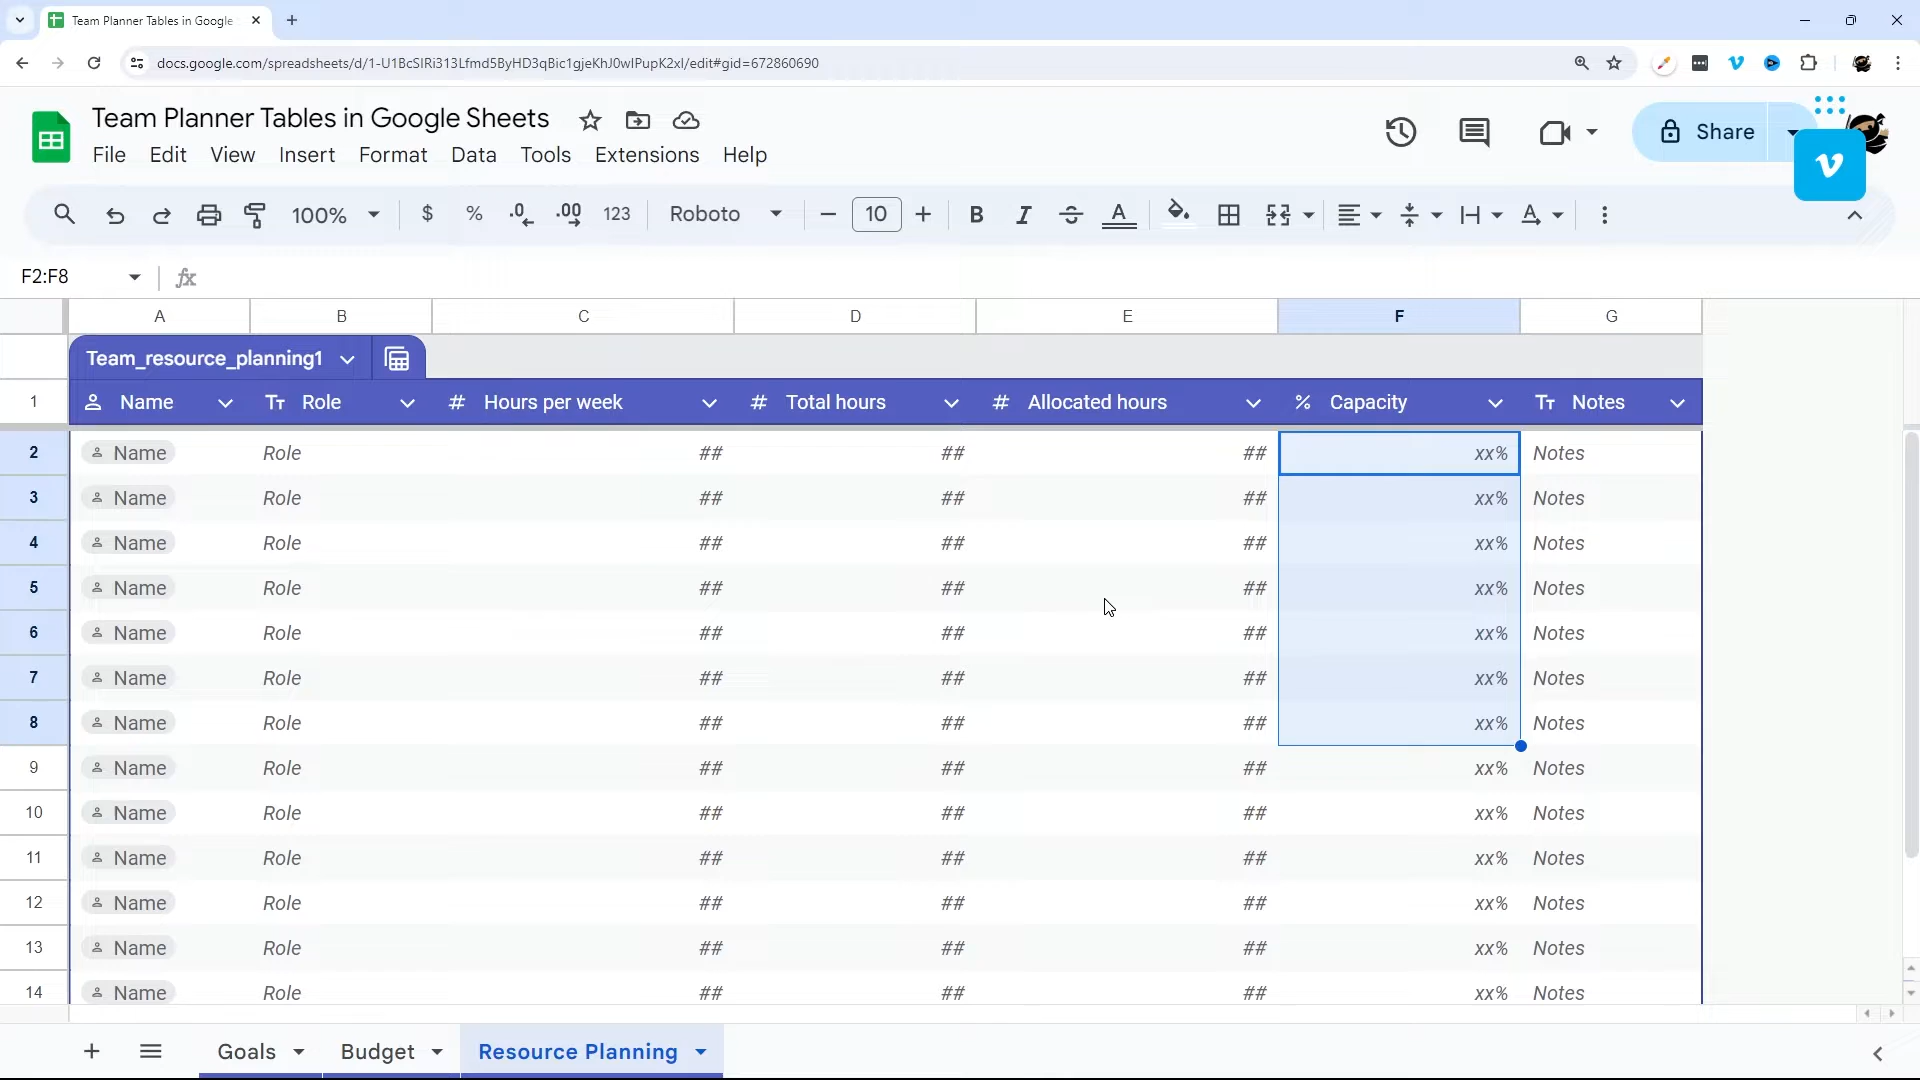 Team Planner Tables in Google
docs.google.com/spreadsheets/d/1-U1BcSIRi313Lfmd5ByHD3qBic1gjeKhJ0wIPupK2xI/edit#gid=672860690
Team Planner Tables in Google Sheets
File Edit View Insert Format Data Tools Extensions Help
Share
100% $ % .0 .00 123 Roboto 10 B I S A A
F2:F8 fx
A B C D E F G
Team_resource_planning1
1 Name Tт Role # Hours per week # Total hours # Allocated hours % Capacity Tт Notes
2 Name Role ## ## ## xx% Notes
3 Name Role ## ## ## xx% Notes
4 Name Role ## ## ## xx% Notes
5 Name Role ## ## ## xx% Notes
6 Name Role ## ## ## xx% Notes
7 Name Role ## ## ## xx% Notes
8 Name Role ## ## ## xx% Notes
9 Name Role ## ## ## xx% Notes
10 Name Role ## ## ## xx% Notes
11 Name Role ## ## ## xx% Notes
12 Name Role ## ## ## xx% Notes
13 Name Role ## ## ## xx% Notes
14 Name Role ## ## ## xx% Notes
Goals Budget Resource Planning